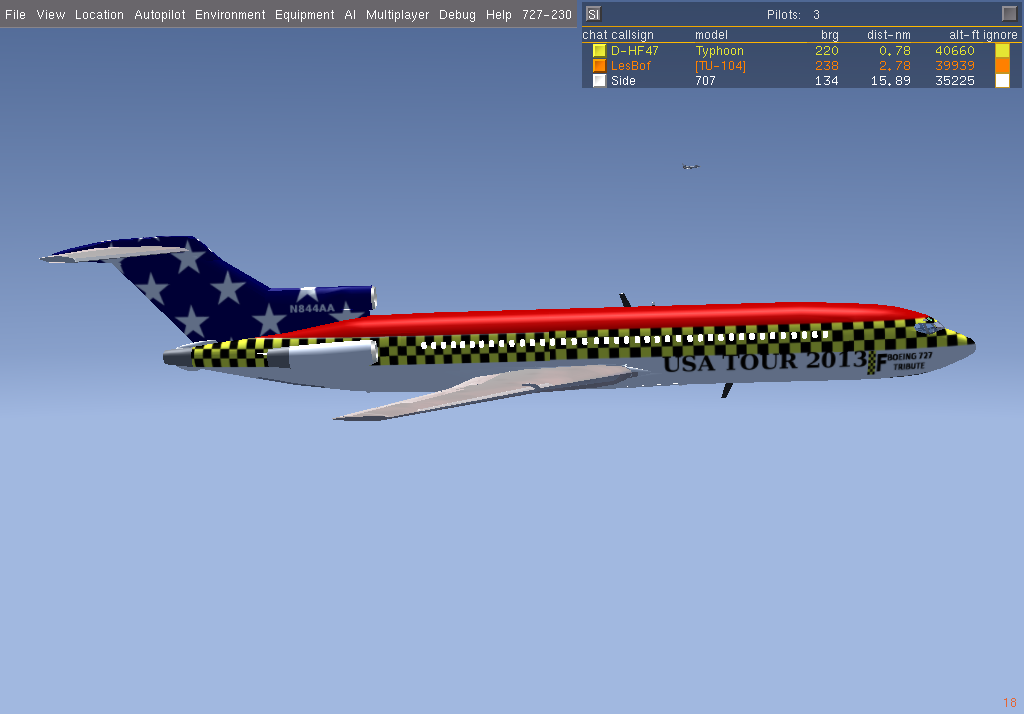 File View Location Autopilot Environment Equipment AI Multiplayer Debug Help 727-230
SI Pilots: 3
chat callsign model brg dist-nm alt-ft ignore
D-HF47 Typhoon 220 0.78 40660
LesBof [TU-104] 238 2.78 39939
Side 707 134 15.89 35225
N844AA
USA TOUR 2013
F BOEING 727
TRIBUTE
18